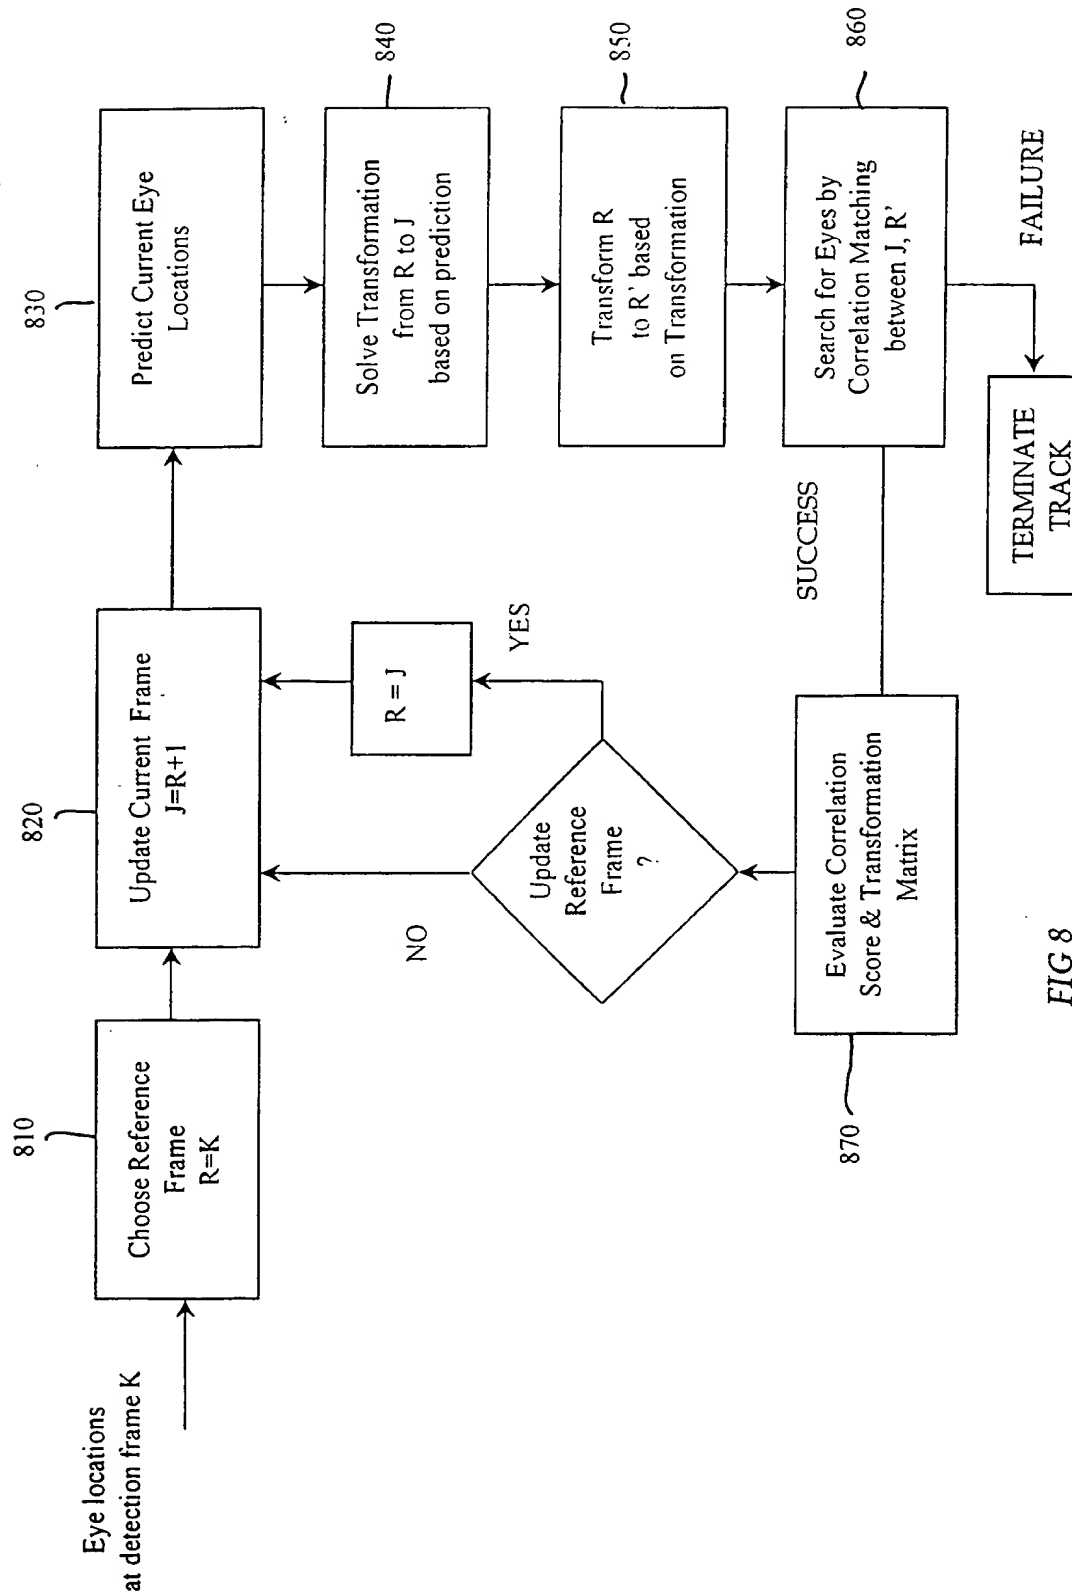 Eye locations
at detection frame K
810
Choose Reference
Frame
R=K
820
Update Current Frame
J=R+1
830
Predict Current Eye
Locations
840
Solve Transformation
from R to J
based on prediction
850
Transform R
to R' based
on Transformation
860
Search for Eyes by
Correlation Matching
between J, R'
FAILURE
TERMINATE
TRACK
SUCCESS
870
Evaluate Correlation
Score & Transformation
Matrix
Update
Reference
Frame
?
NO
YES
R = J
FIG 8